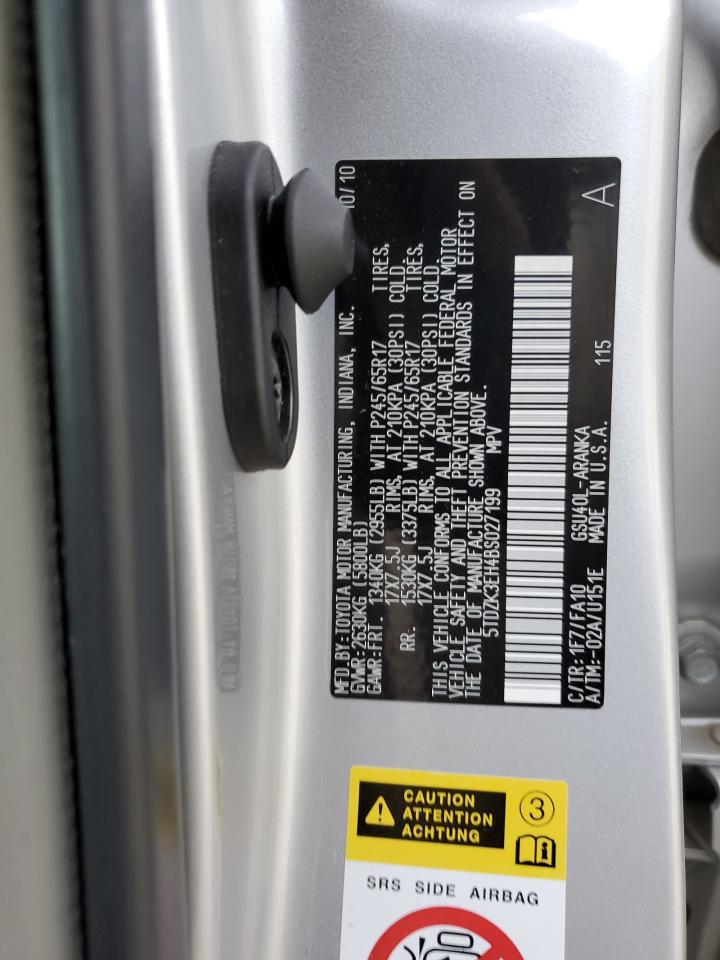 MFD.BY:TOYOTA MOTOR MANUFACTURING, INDIANA, INC. 0/10
GVWR:2630KG (5800LB)
GAWR:FRT. 1340KG (2955LB) WITH P245/65R17 TIRES,
17X7.5J RIMS, AT 210KPA (30PSI) COLD
RR. 1530KG (3375LB) WITH P245/65R17 TIRES,
17X7.5J RIMS, AT 210KPA (30PSI) COLD.
THIS VEHICLE CONFORMS TO ALL APPLICABLE FEDERAL MOTOR
VEHICLE SAFETY AND THEFT PREVENTION STANDARDS IN EFFECT ON
THE DATE OF MANUFACTURE SHOWN ABOVE.
5TDZK3EH4BS027199 MPV
C/TR:1F7/FA10 GSU40L-ARANKA
A/TM:-02A/U151E MADE IN U.S.A. 115 A
CAUTION
ATTENTION
ACHTUNG
3
i
SRS SIDE AIRBAG